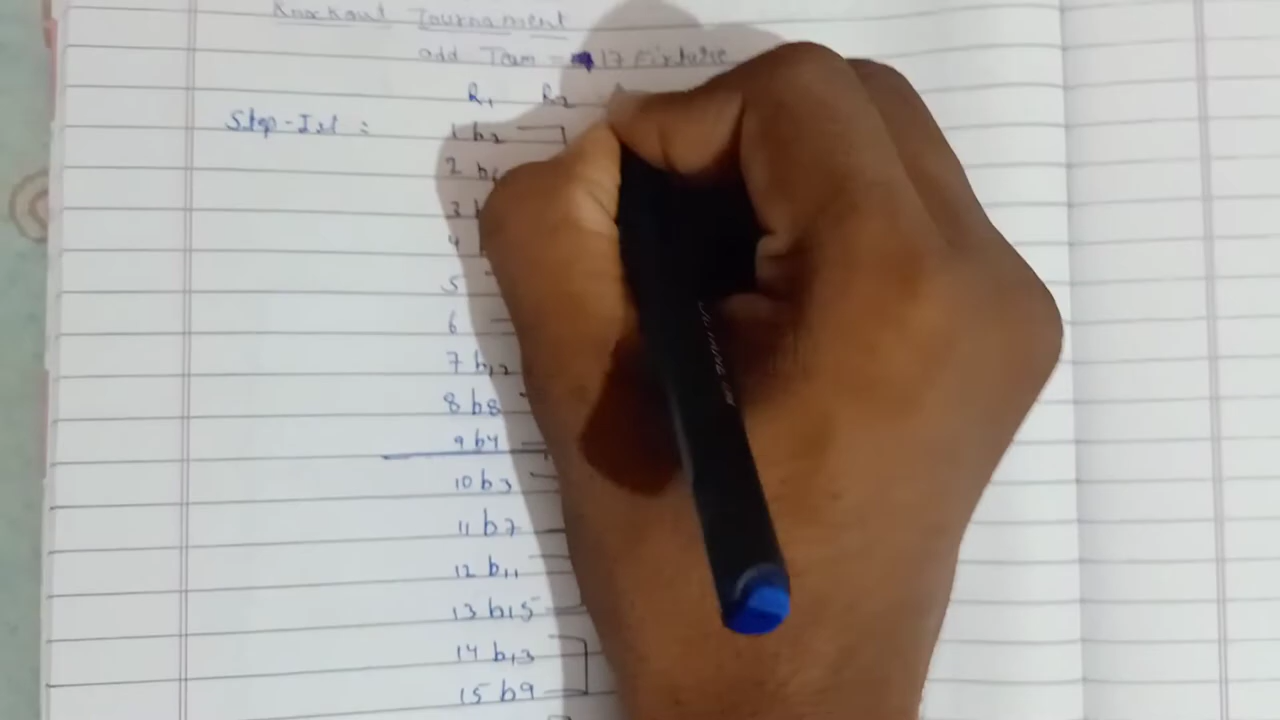 Knockout Tournament
odd Team = 17 Fixture
R1 R2
Step-Ist :
1 b2
2 b
3 b
4
5
6
7 b12
8 b8
9 b4
10 b3
11 b7
12 b11
13 b15
14 b13
15 b9